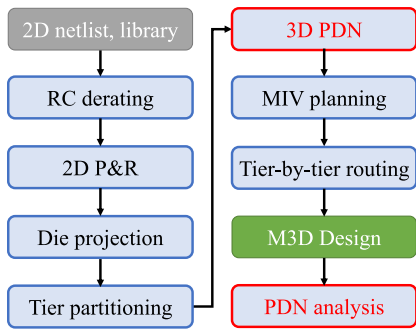 2D netlist, library
RC derating
2D P&R
Die projection
Tier partitioning
3D PDN
MIV planning
Tier-by-tier routing
M3D Design
PDN analysis